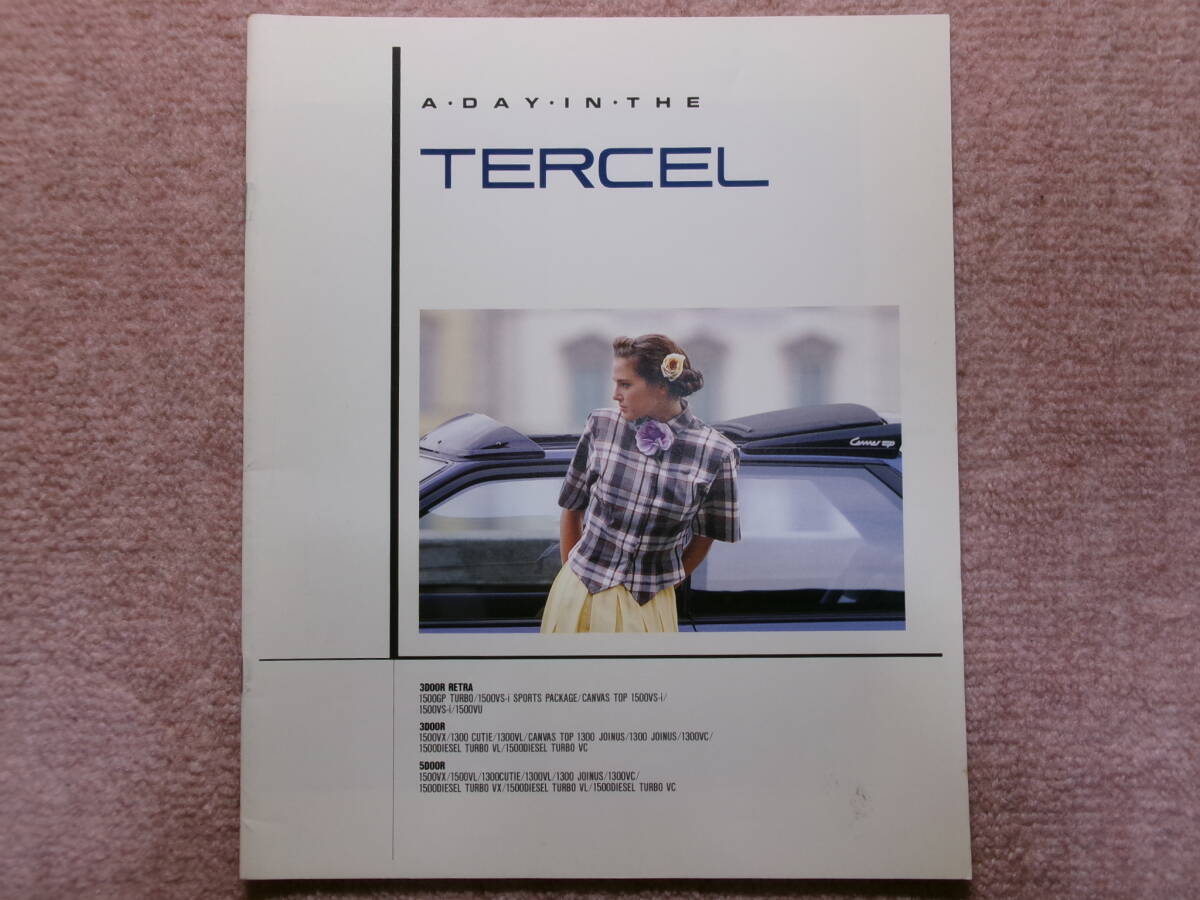 A·DAY·IN·THE
TERCEL
Canvas Top
3DOOR RETRA
1500GP TURBO/1500VS-i SPORTS PACKAGE/CANVAS TOP 1500VS-i/
1500VS-i/1500VU
3DOOR
1500VX/1300 CUTIE/1300VL/CANVAS TOP 1300 JOINUS/1300 JOINUS/1300VC/
1500DIESEL TURBO VL/1500DIESEL TURBO VC
5DOOR
1500VX/1500VL/1300CUTIE/1300VL/1300 JOINUS/1300VC/
1500DIESEL TURBO VX/1500DIESEL TURBO VL/1500DIESEL TURBO VC